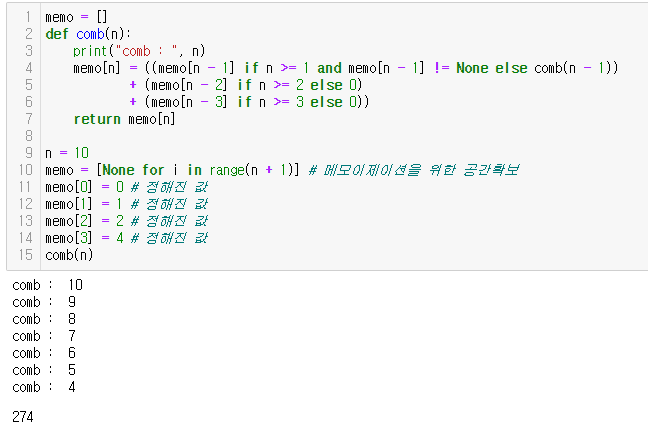 1 memo = []
2 def comb(n):
3 print("comb : ", n)
4 memo[n] = ((memo[n - 1] if n >= 1 and memo[n - 1] != None else comb(n - 1))
5 + (memo[n - 2] if n >= 2 else 0)
6 + (memo[n - 3] if n >= 3 else 0))
7 return memo[n]
8
9 n = 10
10 memo = [None for i in range(n + 1)] # 메모이제이션을 위한 공간확보
11 memo[0] = 0 # 정해진 값
12 memo[1] = 1 # 정해진 값
13 memo[2] = 2 # 정해진 값
14 memo[3] = 4 # 정해진 값
15 comb(n)
comb : 10
comb : 9
comb : 8
comb : 7
comb : 6
comb : 5
comb : 4
274